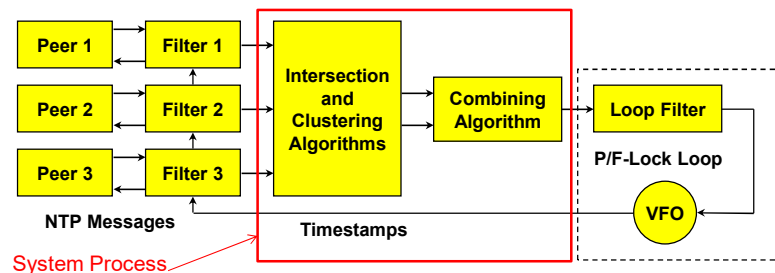 Peer 1
Filter 1
Peer 2
Filter 2
Peer 3
Filter 3
NTP Messages
Intersection
and
Clustering
Algorithms
Combining
Algorithm
Loop Filter
P/F-Lock Loop
VFO
Timestamps
System Process